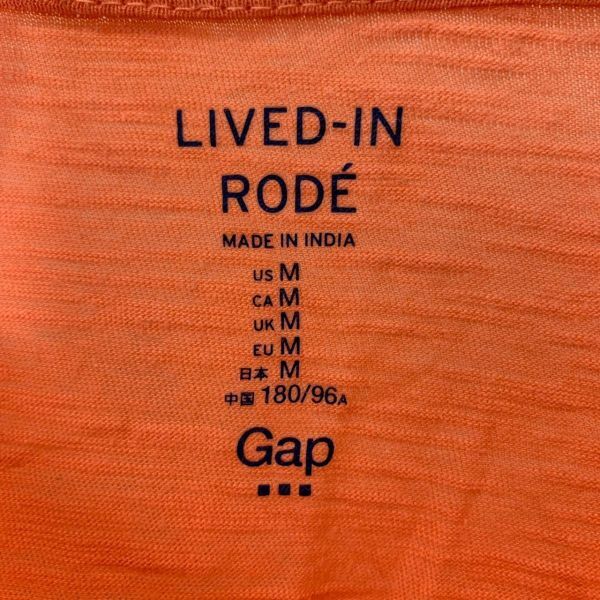 LIVED-IN
RODÉ
MADE IN INDIA
US M
CA M
UK M
EU M
日本 M
中国 180/96A
Gap